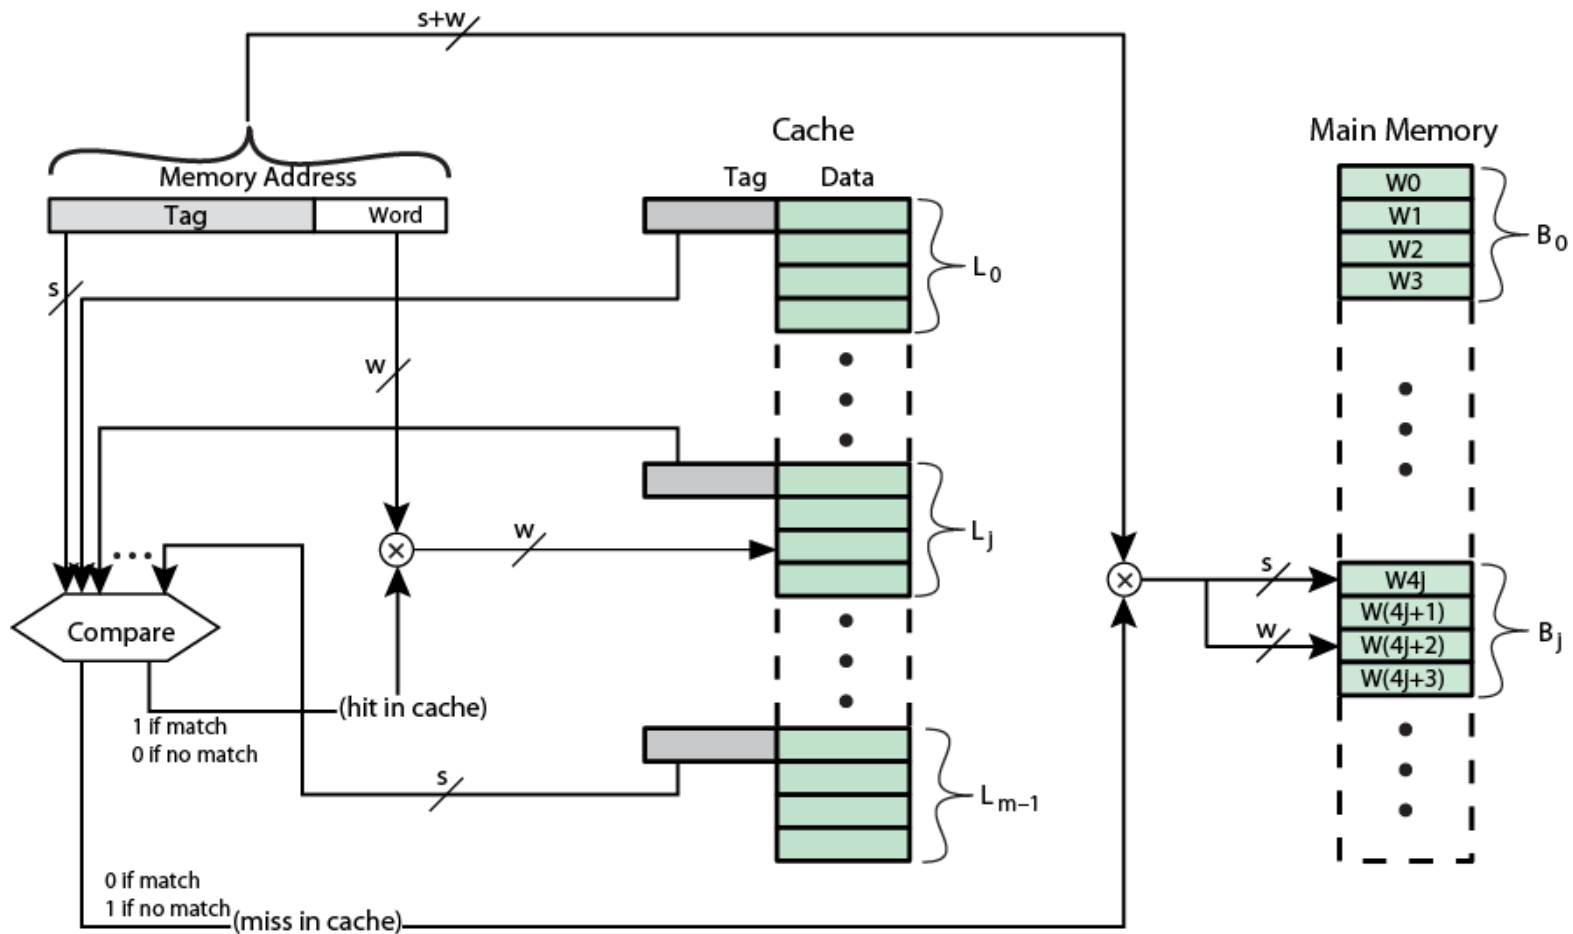 s+w
Cache
Main Memory
Memory Address
Tag Data
Tag Word
W0
W1
W2
W3
B0
L0
s
w
w
Lj
s
W4j
W(4j+1)
W(4j+2)
W(4j+3)
w
Bj
Compare
(hit in cache)
1 if match
0 if no match
s
Lm–1
0 if match
1 if no match
(miss in cache)